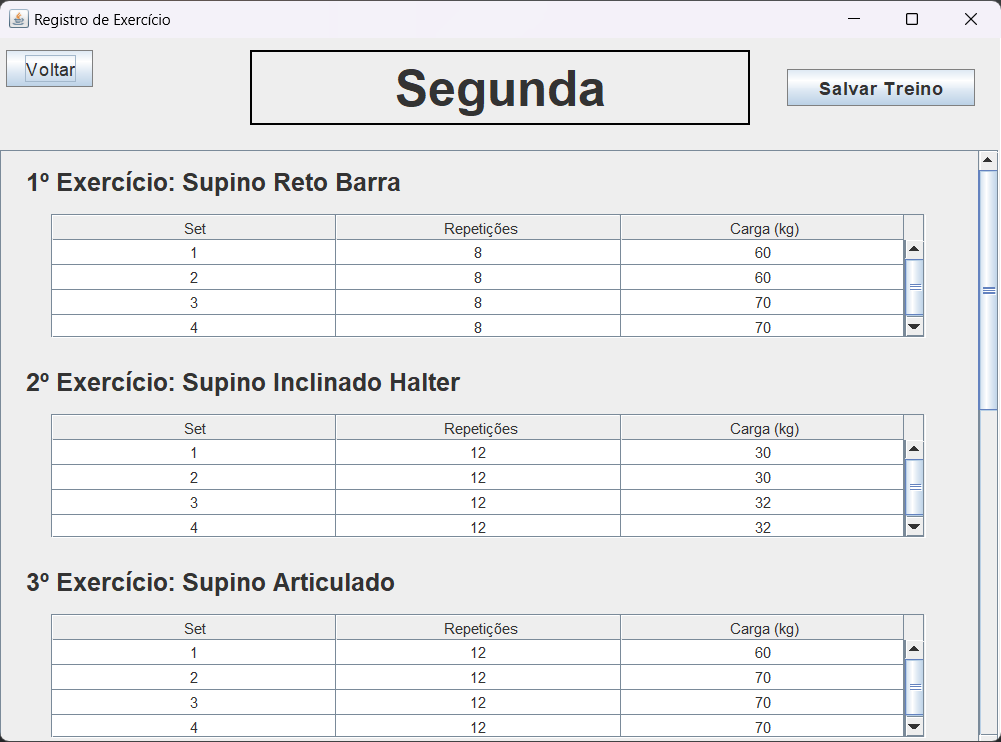 Registro de Exercício
Voltar
Segunda
Salvar Treino
1º Exercício: Supino Reto Barra
Set Repetições Carga (kg)
1 8 60
2 8 60
3 8 70
4 8 70
2º Exercício: Supino Inclinado Halter
Set Repetições Carga (kg)
1 12 30
2 12 30
3 12 32
4 12 32
3º Exercício: Supino Articulado
Set Repetições Carga (kg)
1 12 60
2 12 70
3 12 70
4 12 70